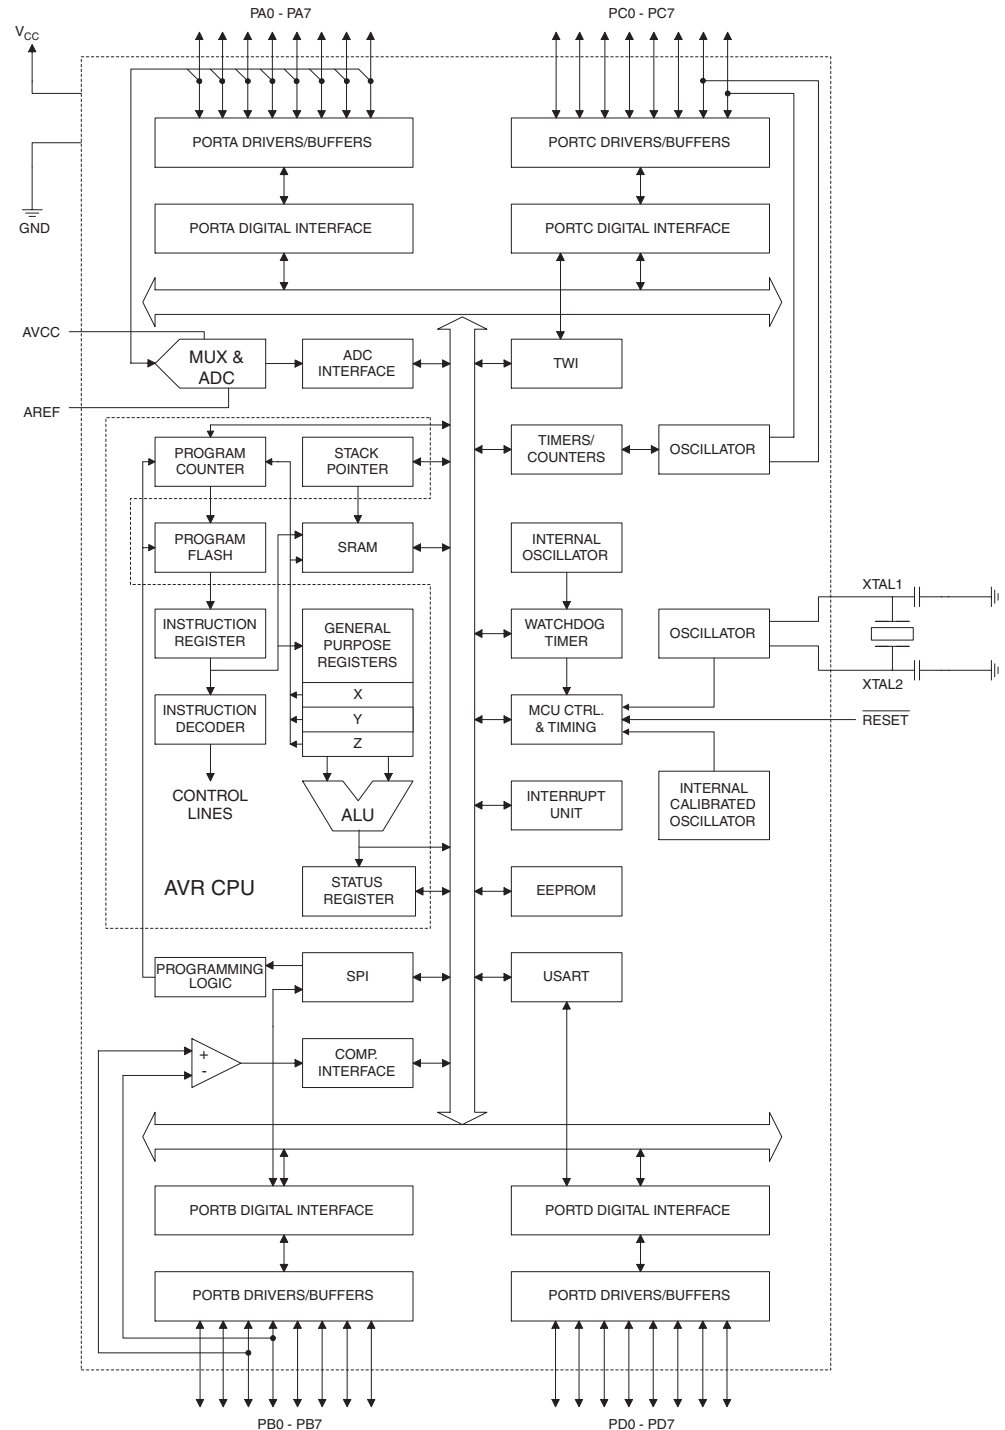 PA0 - PA7
PC0 - PC7
VCC
PORTA DRIVERS/BUFFERS
PORTC DRIVERS/BUFFERS
GND
PORTA DIGITAL INTERFACE
PORTC DIGITAL INTERFACE
AVCC
MUX &
ADC
ADC
INTERFACE
TWI
AREF
PROGRAM
COUNTER
STACK
POINTER
TIMERS/
COUNTERS
OSCILLATOR
PROGRAM
FLASH
SRAM
INTERNAL
OSCILLATOR
XTAL1
INSTRUCTION
REGISTER
GENERAL
PURPOSE
REGISTERS
WATCHDOG
TIMER
OSCILLATOR
XTAL2
X
INSTRUCTION
DECODER
Y
Z
MCU CTRL.
& TIMING
RESET
CONTROL
LINES
ALU
INTERRUPT
UNIT
INTERNAL
CALIBRATED
OSCILLATOR
AVR CPU
STATUS
REGISTER
EEPROM
PROGRAMMING
LOGIC
SPI
USART
+
-
COMP.
INTERFACE
PORTB DIGITAL INTERFACE
PORTD DIGITAL INTERFACE
PORTB DRIVERS/BUFFERS
PORTD DRIVERS/BUFFERS
PB0 - PB7
PD0 - PD7